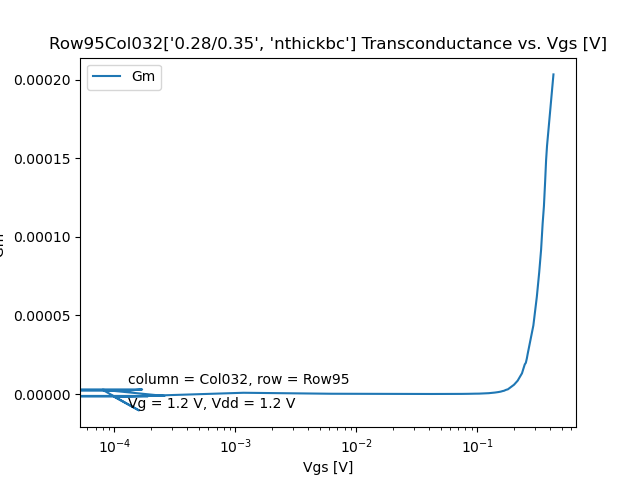 Row95Col032['0.28/0.35', 'nthickbc'] Transconductance vs. Vgs [V]
Gm
0.00020
0.00015
0.00010
0.00005
0.00000
column = Col032, row = Row95
Vg = 1.2 V, Vdd = 1.2 V
10⁻⁴
10⁻³
10⁻²
10⁻¹
Vgs [V]